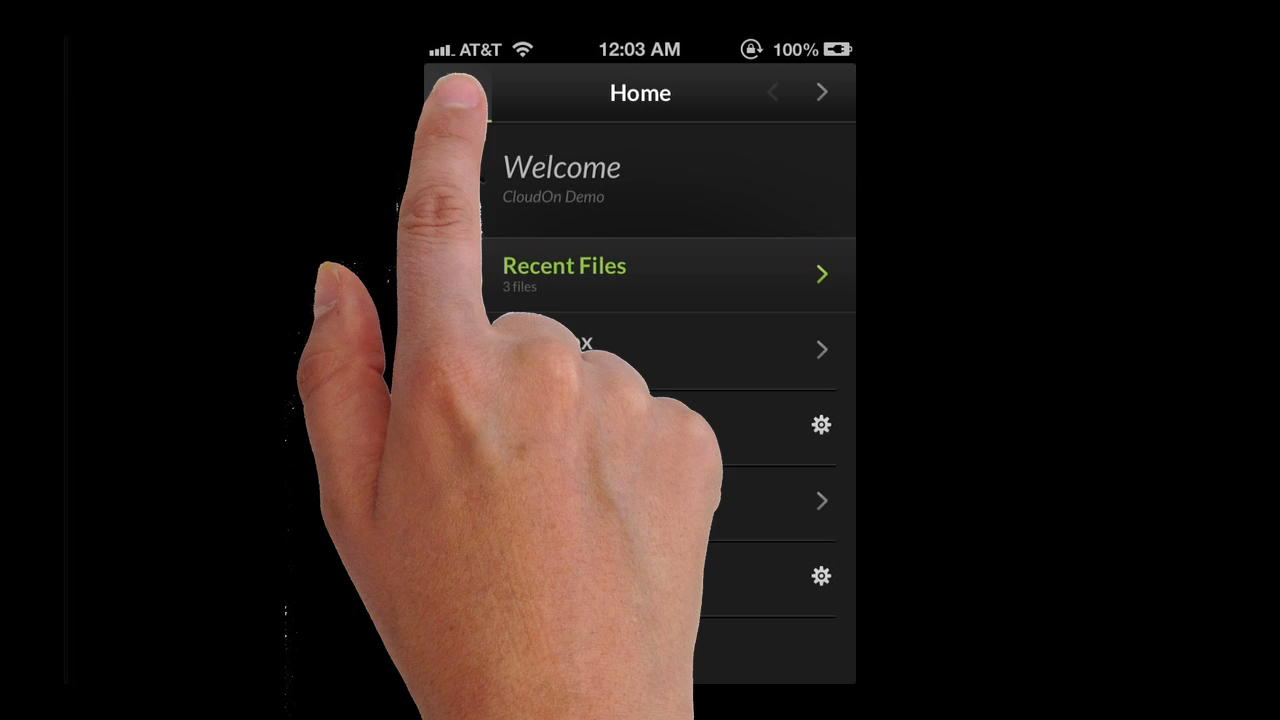 AT&T 12:03 AM 100%
Home
Welcome
CloudOn Demo
Recent Files
3 files